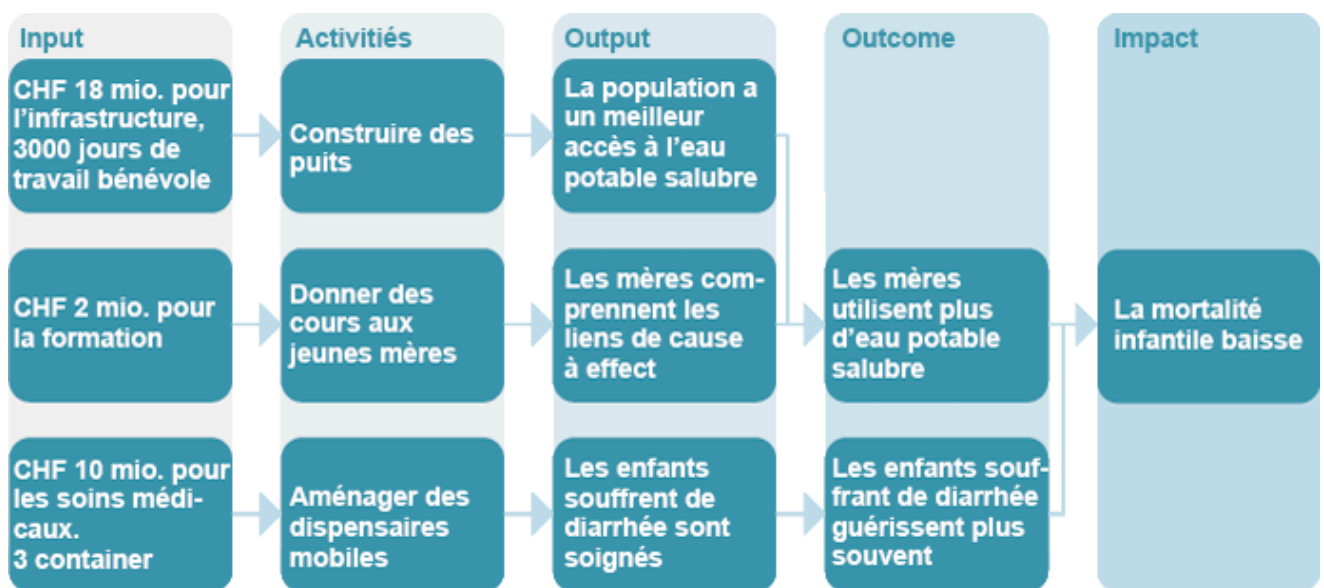 Input
Activitiés
Output
Outcome
Impact
CHF 18 mio. pour
l’infrastructure,
3000 jours de
travail bénévole
Construire des
puits
La population a
un meilleur
accès à l’eau
potable salubre
CHF 2 mio. pour
la formation
Donner des
cours aux
jeunes mères
Les mères com-
prennent les
liens de cause
à effect
Les mères
utilisent plus
d’eau potable
salubre
La mortalité
infantile baisse
CHF 10 mio. pour
les soins médi-
caux.
3 container
Aménager des
dispensaires
mobiles
Les enfants
souffrent de
diarrhée sont
soignés
Les enfants souf-
frant de diarrhée
guérissent plus
souvent